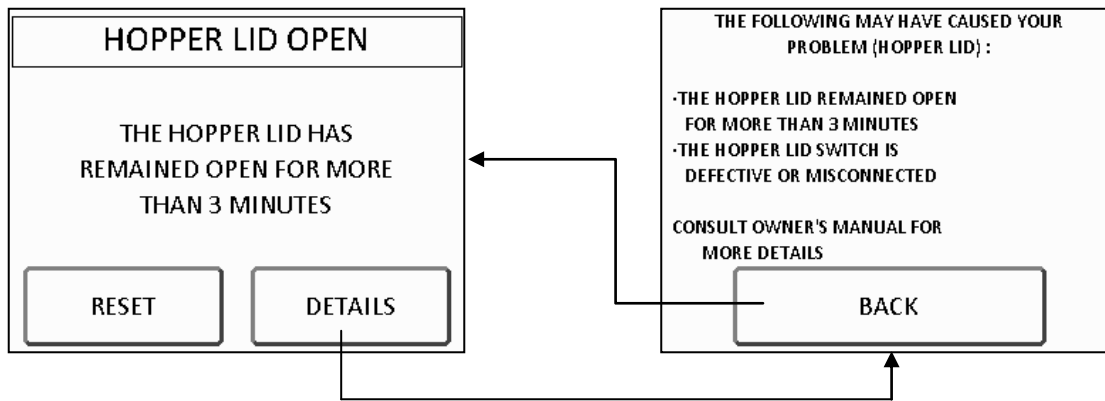 HOPPER LID OPEN
THE HOPPER LID HAS
REMAINED OPEN FOR MORE
THAN 3 MINUTES
RESET
DETAILS
THE FOLLOWING MAY HAVE CAUSED YOUR
PROBLEM (HOPPER LID) :
·THE HOPPER LID REMAINED OPEN
FOR MORE THAN 3 MINUTES
·THE HOPPER LID SWITCH IS
DEFECTIVE OR MISCONNECTED
CONSULT OWNER'S MANUAL FOR
MORE DETAILS
BACK